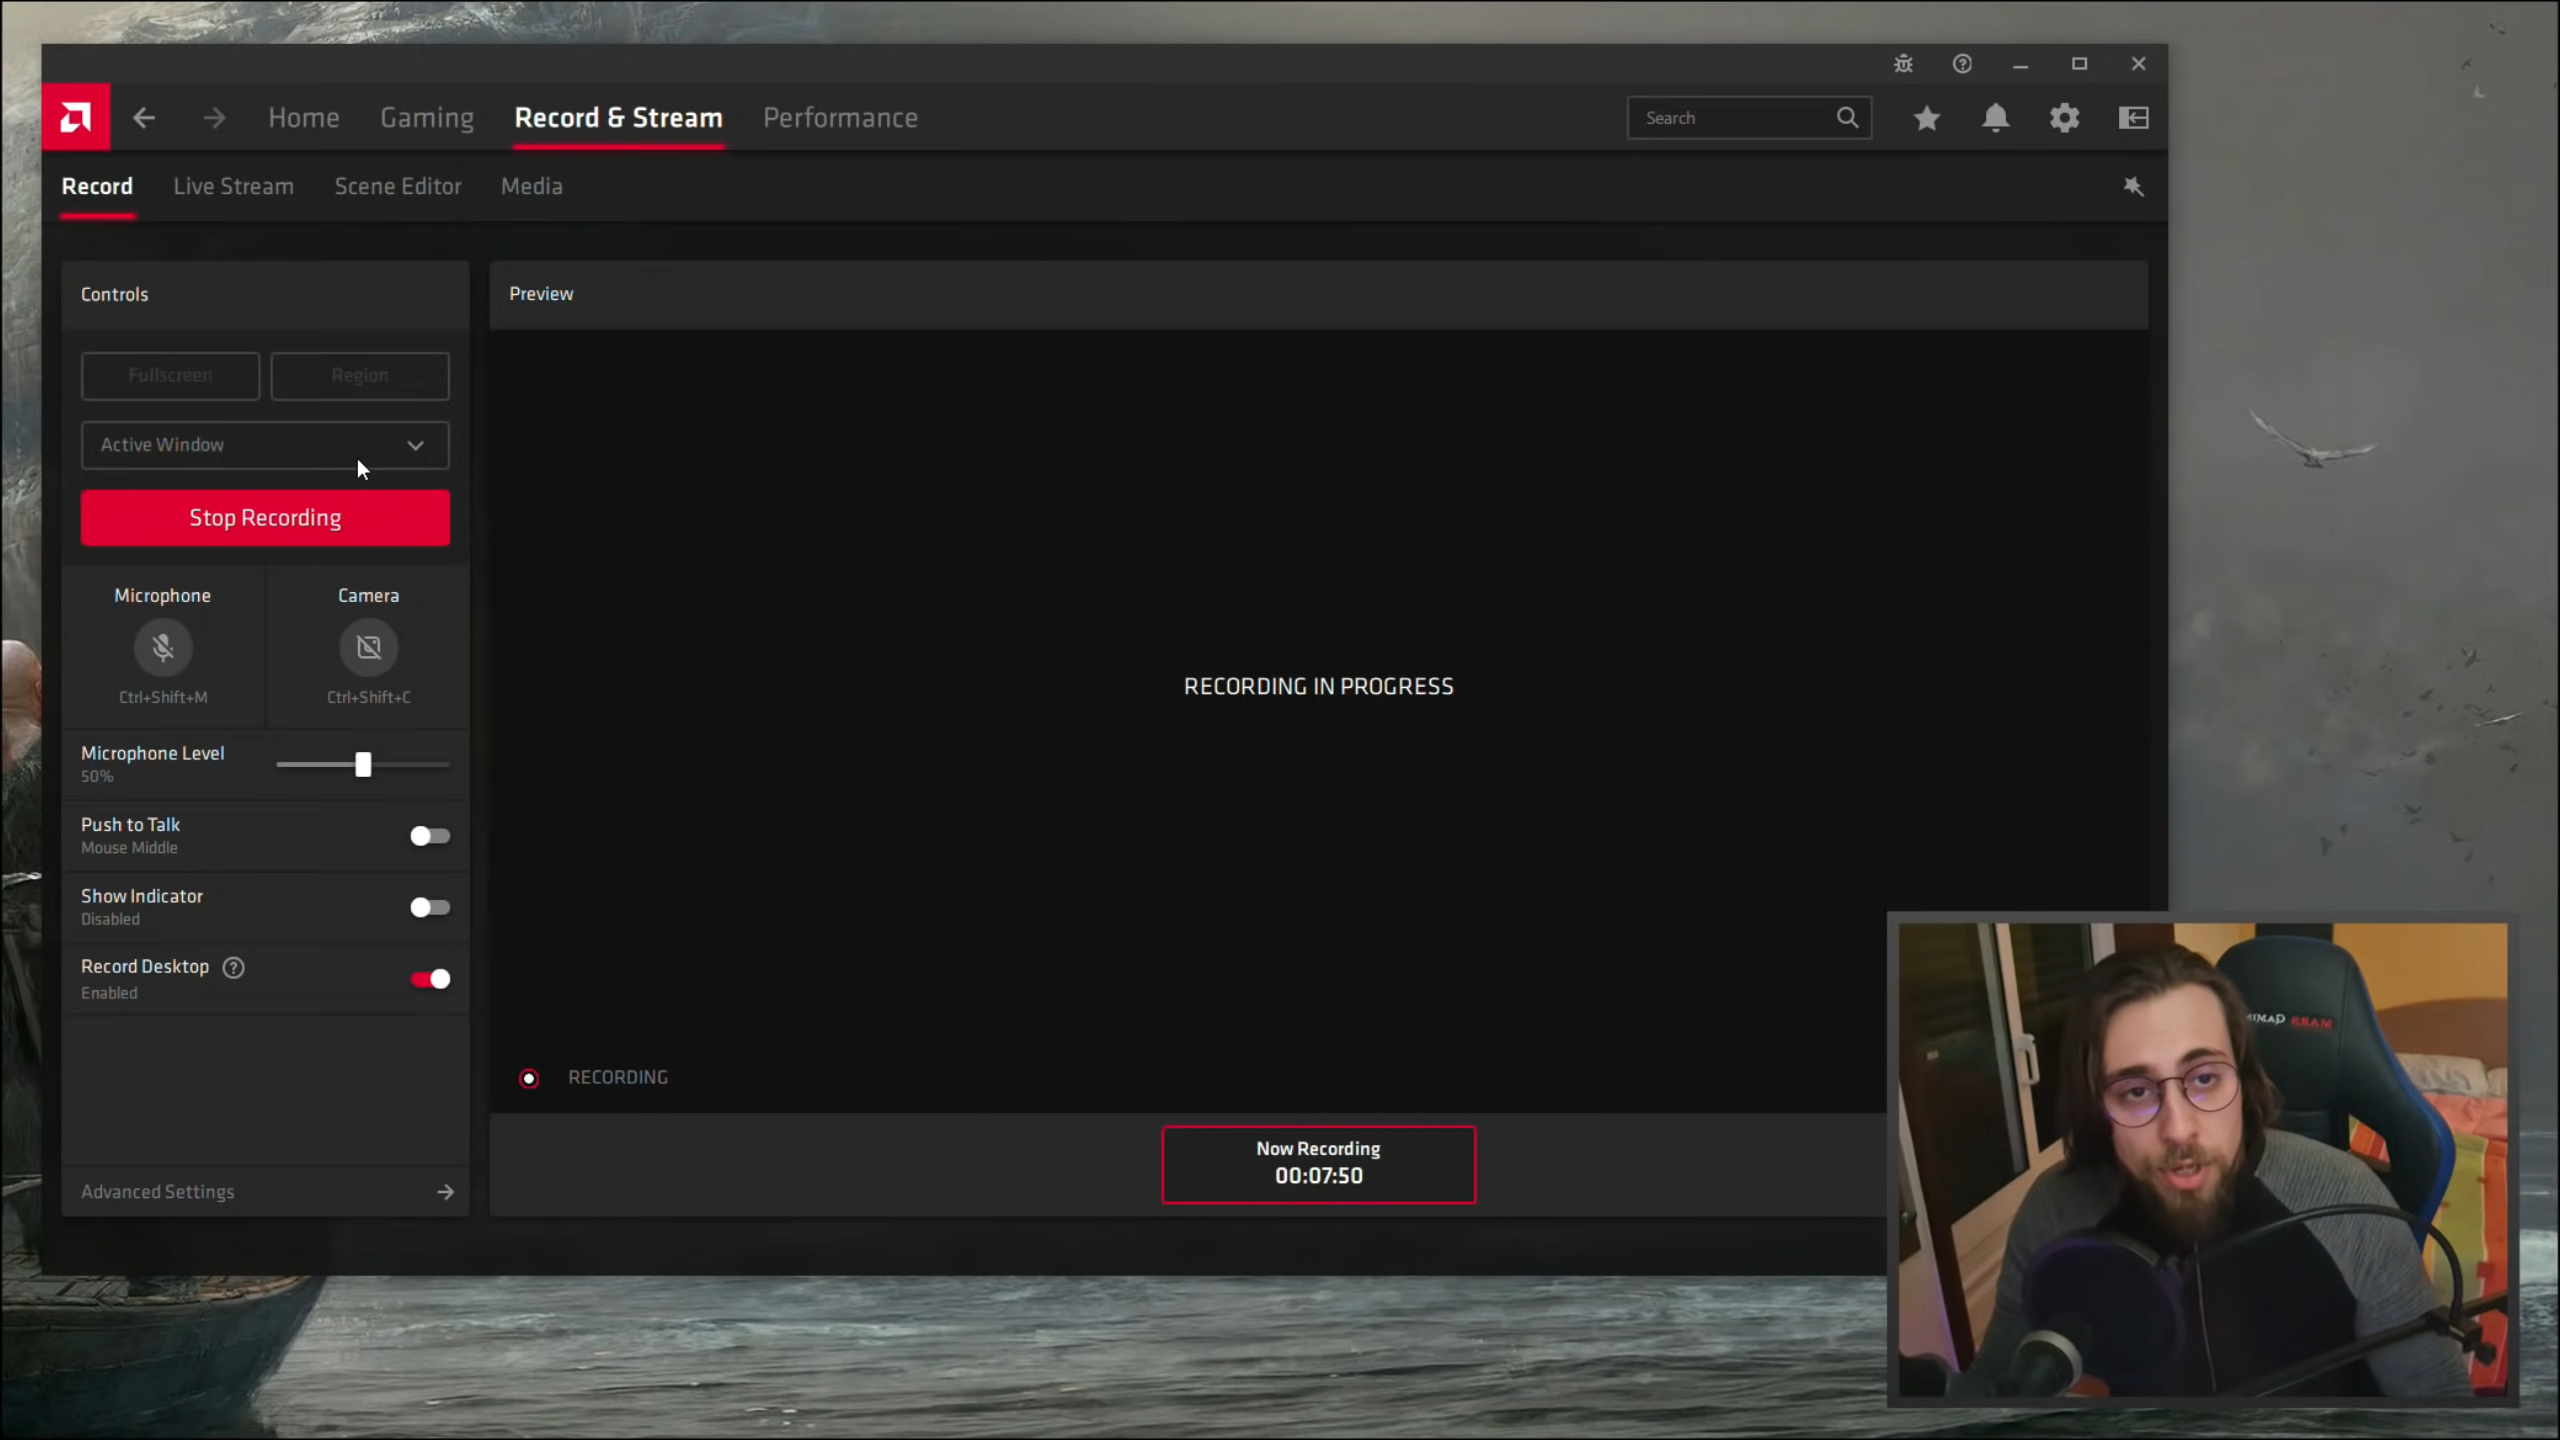 Home
Gaming
Record & Stream
Performance
Search
Record
Live Stream
Scene Editor
Media
Controls
Fullscreen
Region
Active Window
Stop Recording
Microphone
Camera
Ctrl+Shift+M
Ctrl+Shift+C
Microphone Level
50%
Push to Talk
Mouse Middle
Show Indicator
Disabled
Record Desktop
Enabled
Advanced Settings
Preview
RECORDING IN PROGRESS
RECORDING
Now Recording
00:07:50